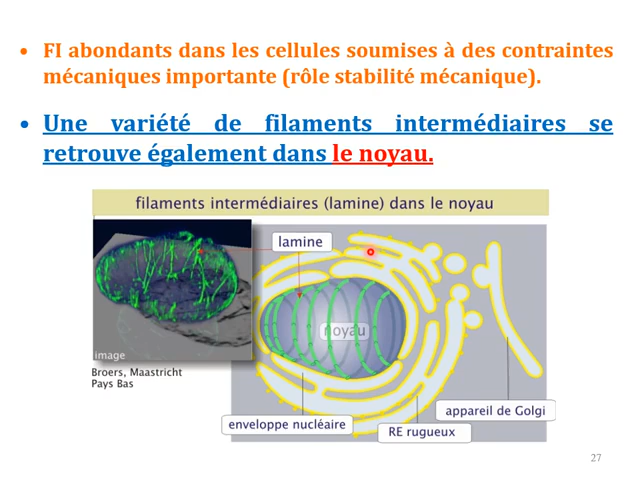 • FI abondants dans les cellules soumises à des contraintes
mécaniques importante (rôle stabilité mécanique).
• Une variété de filaments intermédiaires se
retrouve également dans le noyau.
filaments intermédiaires (lamine) dans le noyau
lamine
noyau
image
Broers, Maastricht
Pays Bas
enveloppe nucléaire
RE rugueux
appareil de Golgi
27